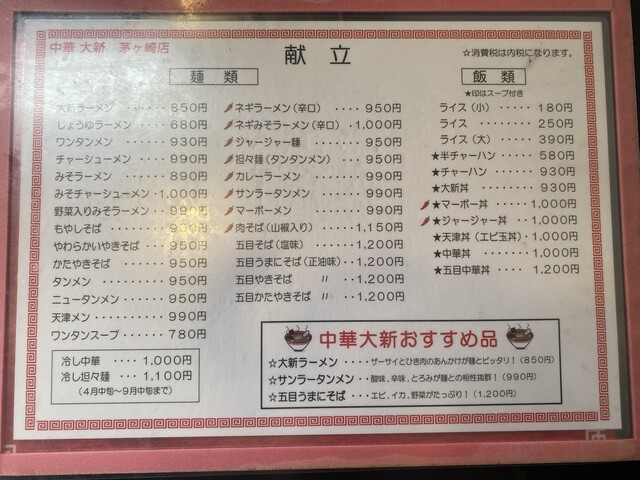 中華 大新 茅ヶ崎店
献 立
☆消費税は内税になります。
麺 類
大新ラーメン ····· 850円
しょうゆラーメン ···· 680円
ワンタンメン ····· 930円
チャーシューメン ···· 990円
みそラーメン ····· 890円
みそチャーシューメン · 1,000円
野菜入りみそラーメン ·· 990円
もやしそば ···· 950円
やわらかいやきそば ··· 950円
かたやきそば ····· 950円
タンメン ····· 950円
ニュータンメン ···· 950円
天津メン ······· 990円
ワンタンスープ ····· 780円
冷し中華 ···· 1,000円
冷し坦々麺 ··· 1,100円
(4月中旬〜9月中旬まで)
ネギラーメン(辛口) ···· 950円
ネギみそラーメン(辛口) · 1,000円
ジャージャー麺 ····· 950円
担々麺(タンタンメン) ··· 950円
カレーラーメン ····· 990円
サンラータンメン ···· 990円
マーボーメン ····· 990円
肉そば(山椒入り) ··· 1,150円
五目そば(塩味) ··· 1,200円
五目うまにそば(正油味) ·· 1,200円
五目やきそば 〃 ·· 1,200円
五目かたやきそば 〃 ·· 1,200円
飯 類
★印はスープ付き
ライス(小) ···· 180円
ライス ······ 250円
ライス(大) ···· 390円
★半チャーハン ····· 580円
★チャーハン ····· 930円
★大新丼 ······ 930円
★マーボー丼 ···· 1,000円
★ジャージャー丼 ·· 1,000円
★天津丼(エビ玉丼) · 1,000円
★中華丼 ····· 1,000円
★五目中華丼 ···· 1,200円
中華大新おすすめ品
☆大新ラーメン ···· ザーサイとひき肉のあんかけが麺とピッタリ!(850円)
☆サンラータンメン ·· 酸味,辛味,とろみが麺との相性抜群!(990円)
☆五目うまにそば ··· エビ,イカ,野菜がたっぷり!(1,200円)